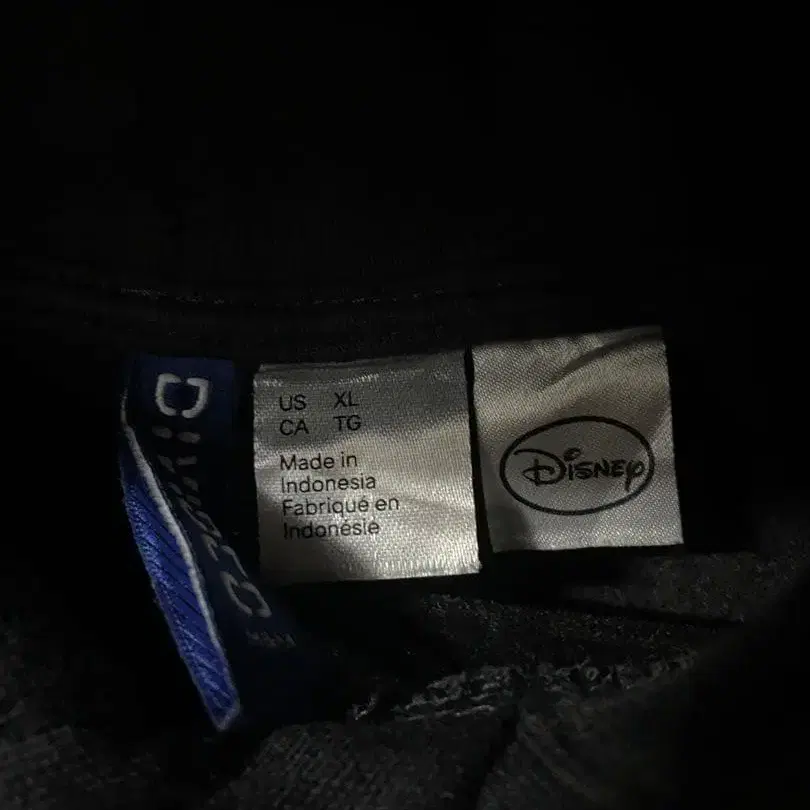 US XL
CA TG
Made in
Indonesia
Fabriqué en
Indonésie
Disney